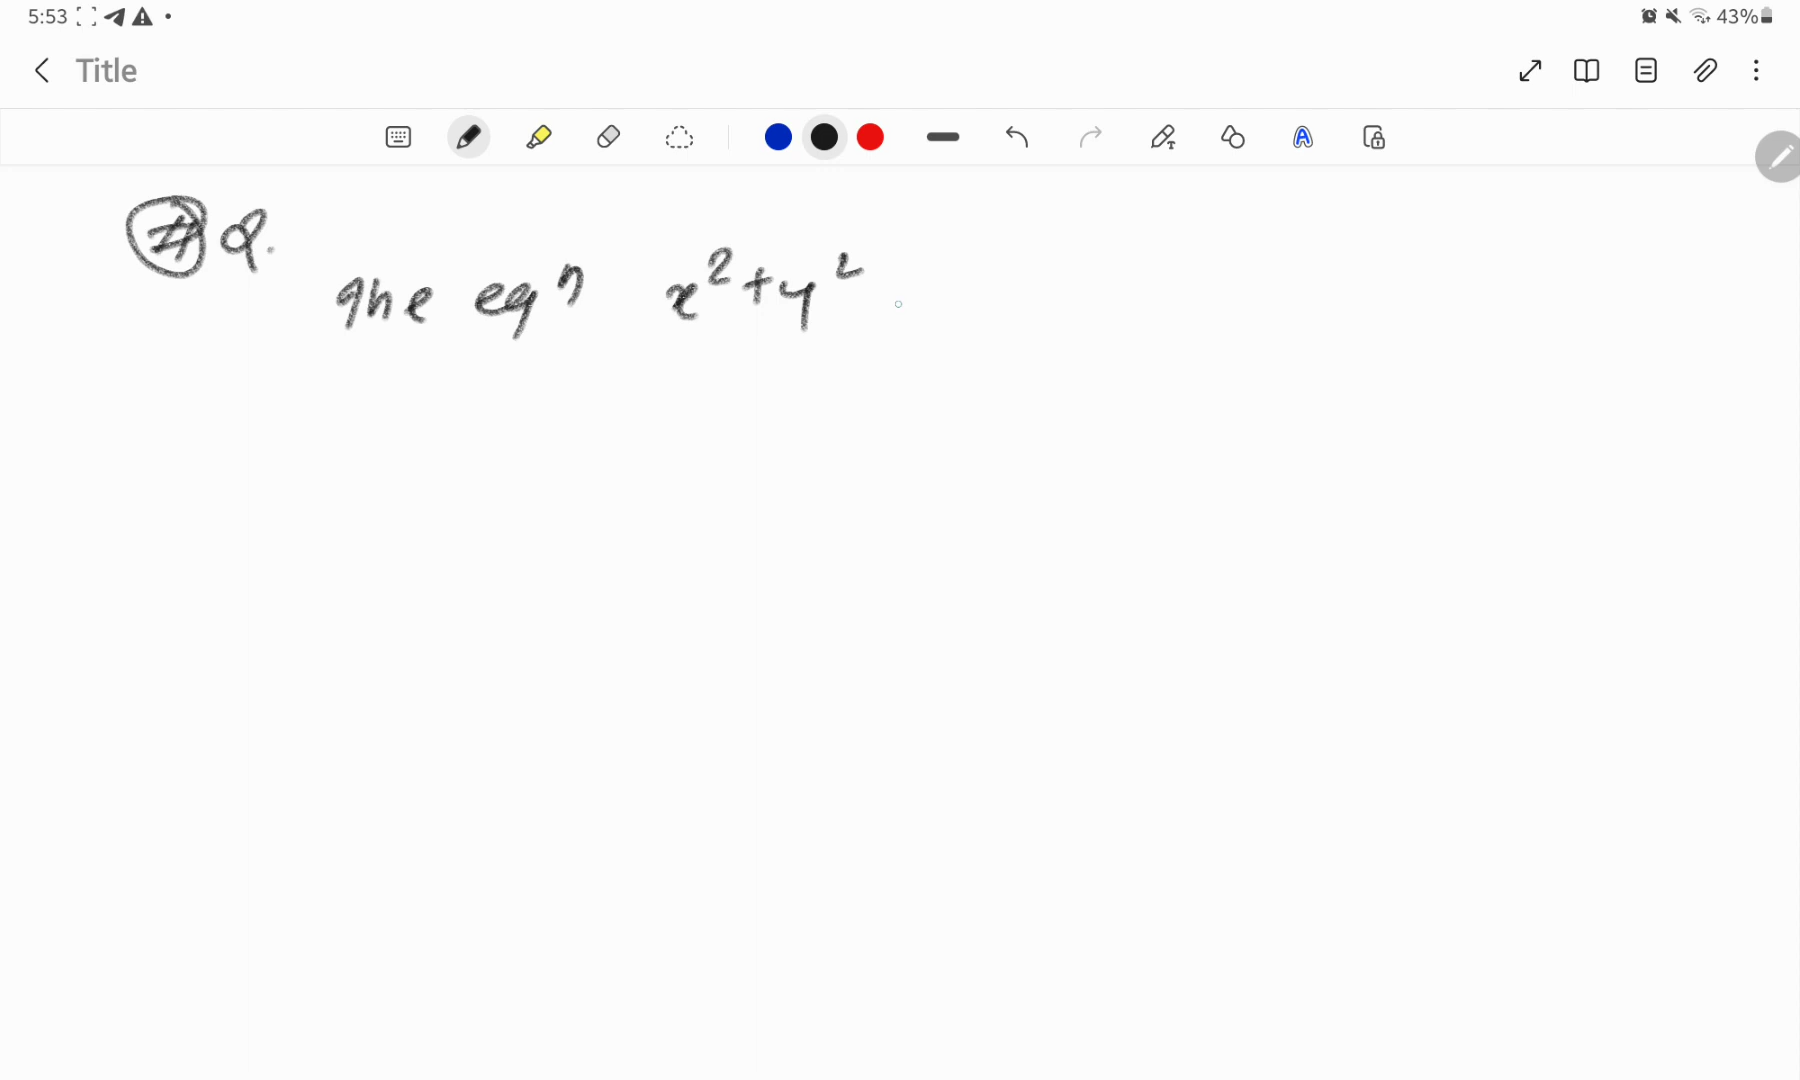 5:53 43%
Title
# Q.
The eqⁿ x² + y²